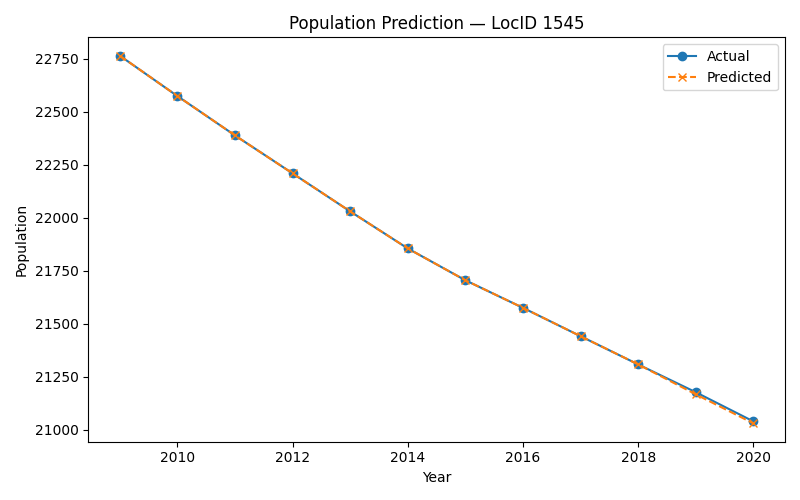 Population Prediction — LocID 1545
Actual
Predicted
Population
22750
22500
22250
22000
21750
21500
21250
21000
2010 2012 2014 2016 2018 2020
Year